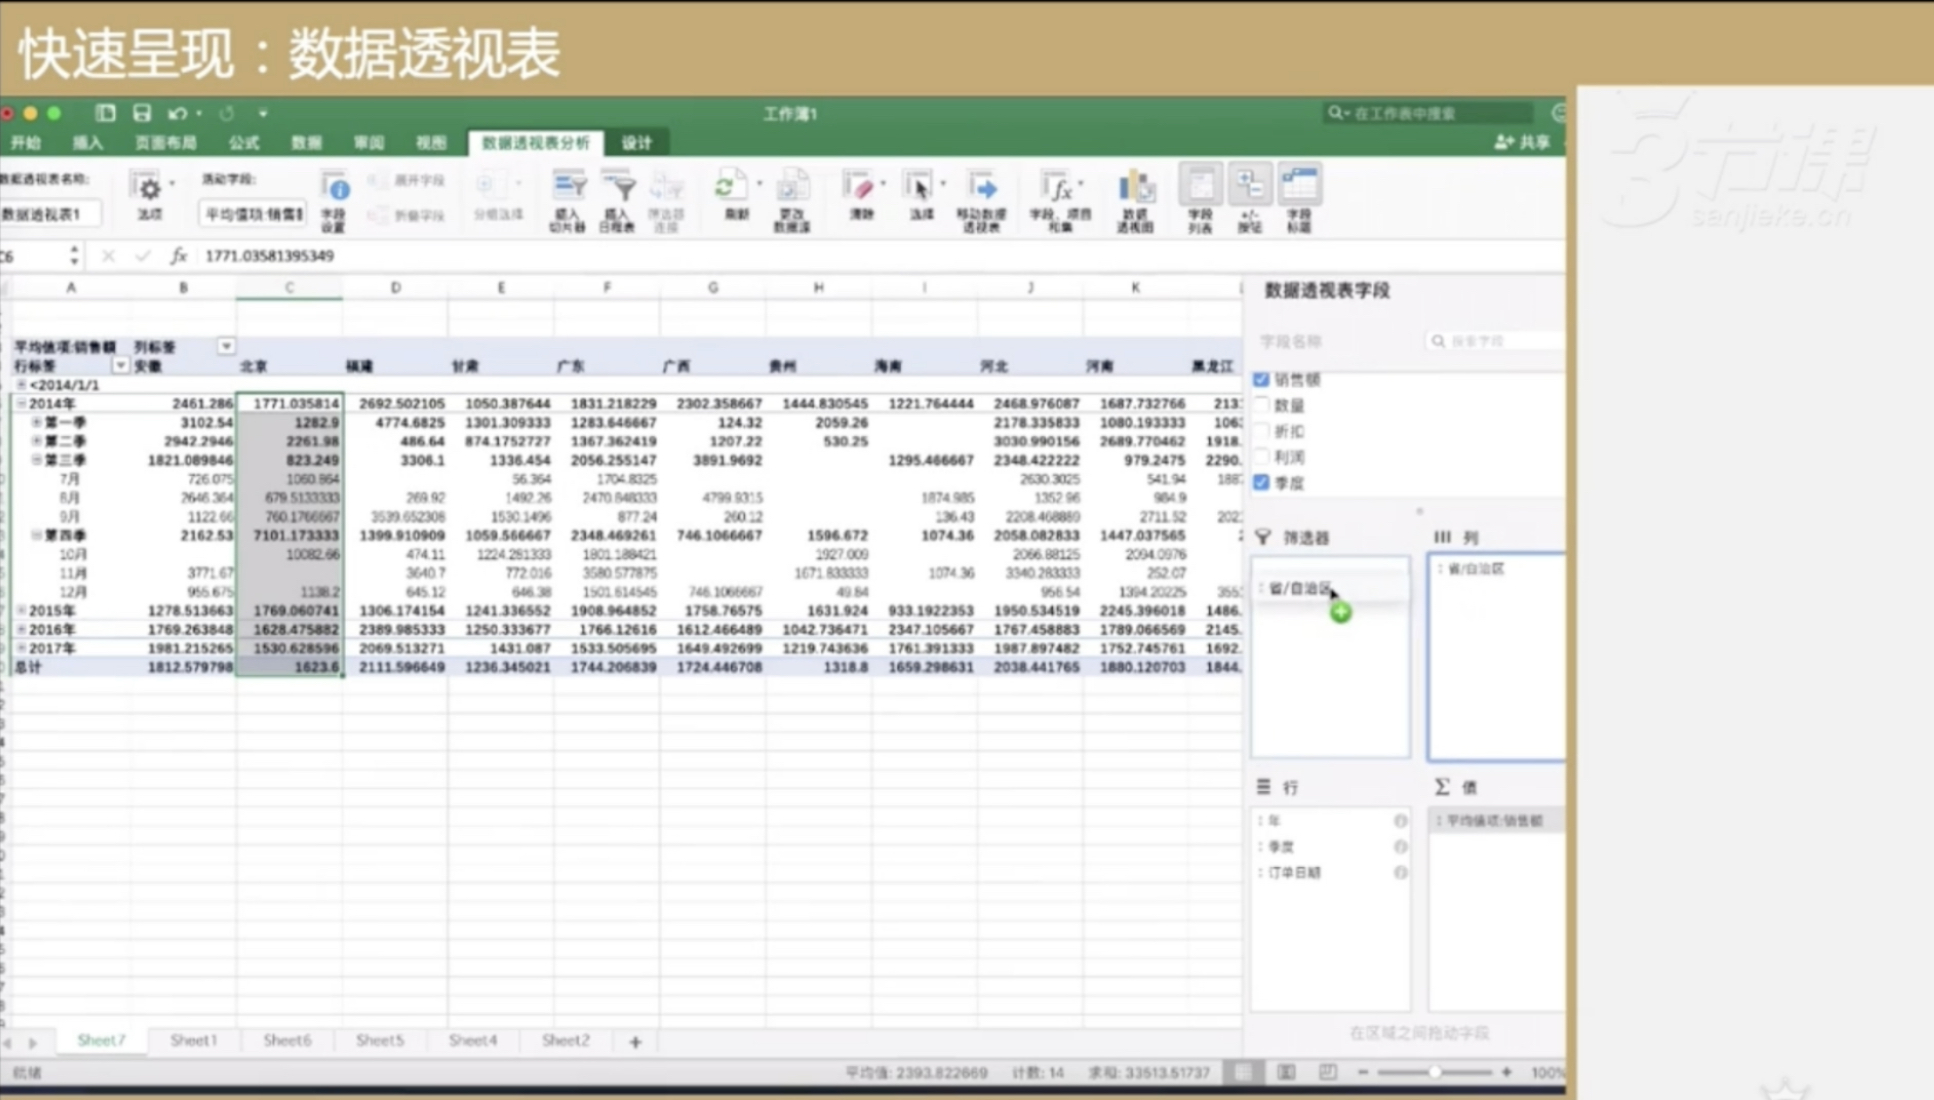 快速呈现：数据透视表
3节课
sanjieke.cn
工作簿1
在工作表中搜索
开始 插入 页面布局 公式 数据 审阅 视图 数据透视表分析 设计
共享
数据透视表名称:
数据透视表1
选项
活动字段:
平均值项:销售
字段设置
展开字段
折叠字段
分组选择
插入切片器
插入日程表
筛选器连接
刷新
更改数据源
清除
选择
移动数据透视表
字段、项目和集
数据透视图
字段列表
+/-按钮
字段标题
C6
fx 1771.03581395349
A B C D E F G H I J K
平均值项:销售额 列标签
行标签 安徽 北京 福建 甘肃 广东 广西 贵州 海南 河北 河南 黑龙江
<2014/1/1
2014年 2461.286 1771.035814 2692.502105 1050.387644 1831.218229 2302.358667 1444.830545 1221.764444 2468.976087 1687.732766
第一季 3102.54 1282.9 4774.6825 1301.309333 1283.646667 124.32 2059.26 2178.335833 1080.193333
第二季 2942.2946 2261.98 486.64 874.1752727 1367.362419 1207.22 530.25 3030.990156 2689.770462 1918.
第三季 1821.089846 823.249 3306.1 1336.454 2056.255147 3891.9692 1295.466667 2348.422222 979.2475 2290.
7月 726.075 1060.864 56.364 1704.8325 2630.3025 541.94
8月 2646.364 679.5133333 269.92 1492.26 2470.848333 4799.9315 1874.985 1352.96 984.9
9月 1122.66 760.1766667 3539.652308 1530.1496 877.24 260.12 136.43 2208.468889 2711.52
第四季 2162.53 7101.173333 1399.910909 1059.566667 2348.469261 746.1066667 1596.672 1074.36 2058.082833 1447.037565
10月 10082.66 474.11 1224.281333 1801.188421 1927.009 2066.88125 2094.0976
11月 3771.67 3640.7 772.016 3580.577875 1671.833333 1074.36 3340.283333 252.07
12月 955.675 1138.2 645.12 646.38 1501.614545 746.1066667 49.84 956.54 1394.20225
2015年 1278.513663 1769.060741 1306.174154 1241.336552 1908.964852 1758.76575 1631.924 933.1922353 1950.534519 2245.396018 1486.
2016年 1769.263848 1628.475882 2389.985333 1250.333677 1766.12616 1612.466489 1042.736471 2347.105667 1767.458883 1789.066569 2145.
2017年 1981.215265 1530.628596 2069.513271 1431.087 1533.505695 1649.492699 1219.743636 1761.391333 1987.897482 1752.745761 1692.
总计 1812.579798 1623.6 2111.596649 1236.345021 1744.206839 1724.446708 1318.8 1659.298631 2038.441765 1880.120703 1844.
数据透视表字段
字段名称
搜索字段
销售额
数量
折扣
利润
季度
筛选器
列
省/自治区
省/自治区
行
值
年
季度
订单日期
平均值项:销售额
在区域之间拖动字段
Sheet7 Sheet1 Sheet6 Sheet5 Sheet4 Sheet2 +
就绪
平均值: 2393.822669 计数: 14 求和: 33513.51737
100%